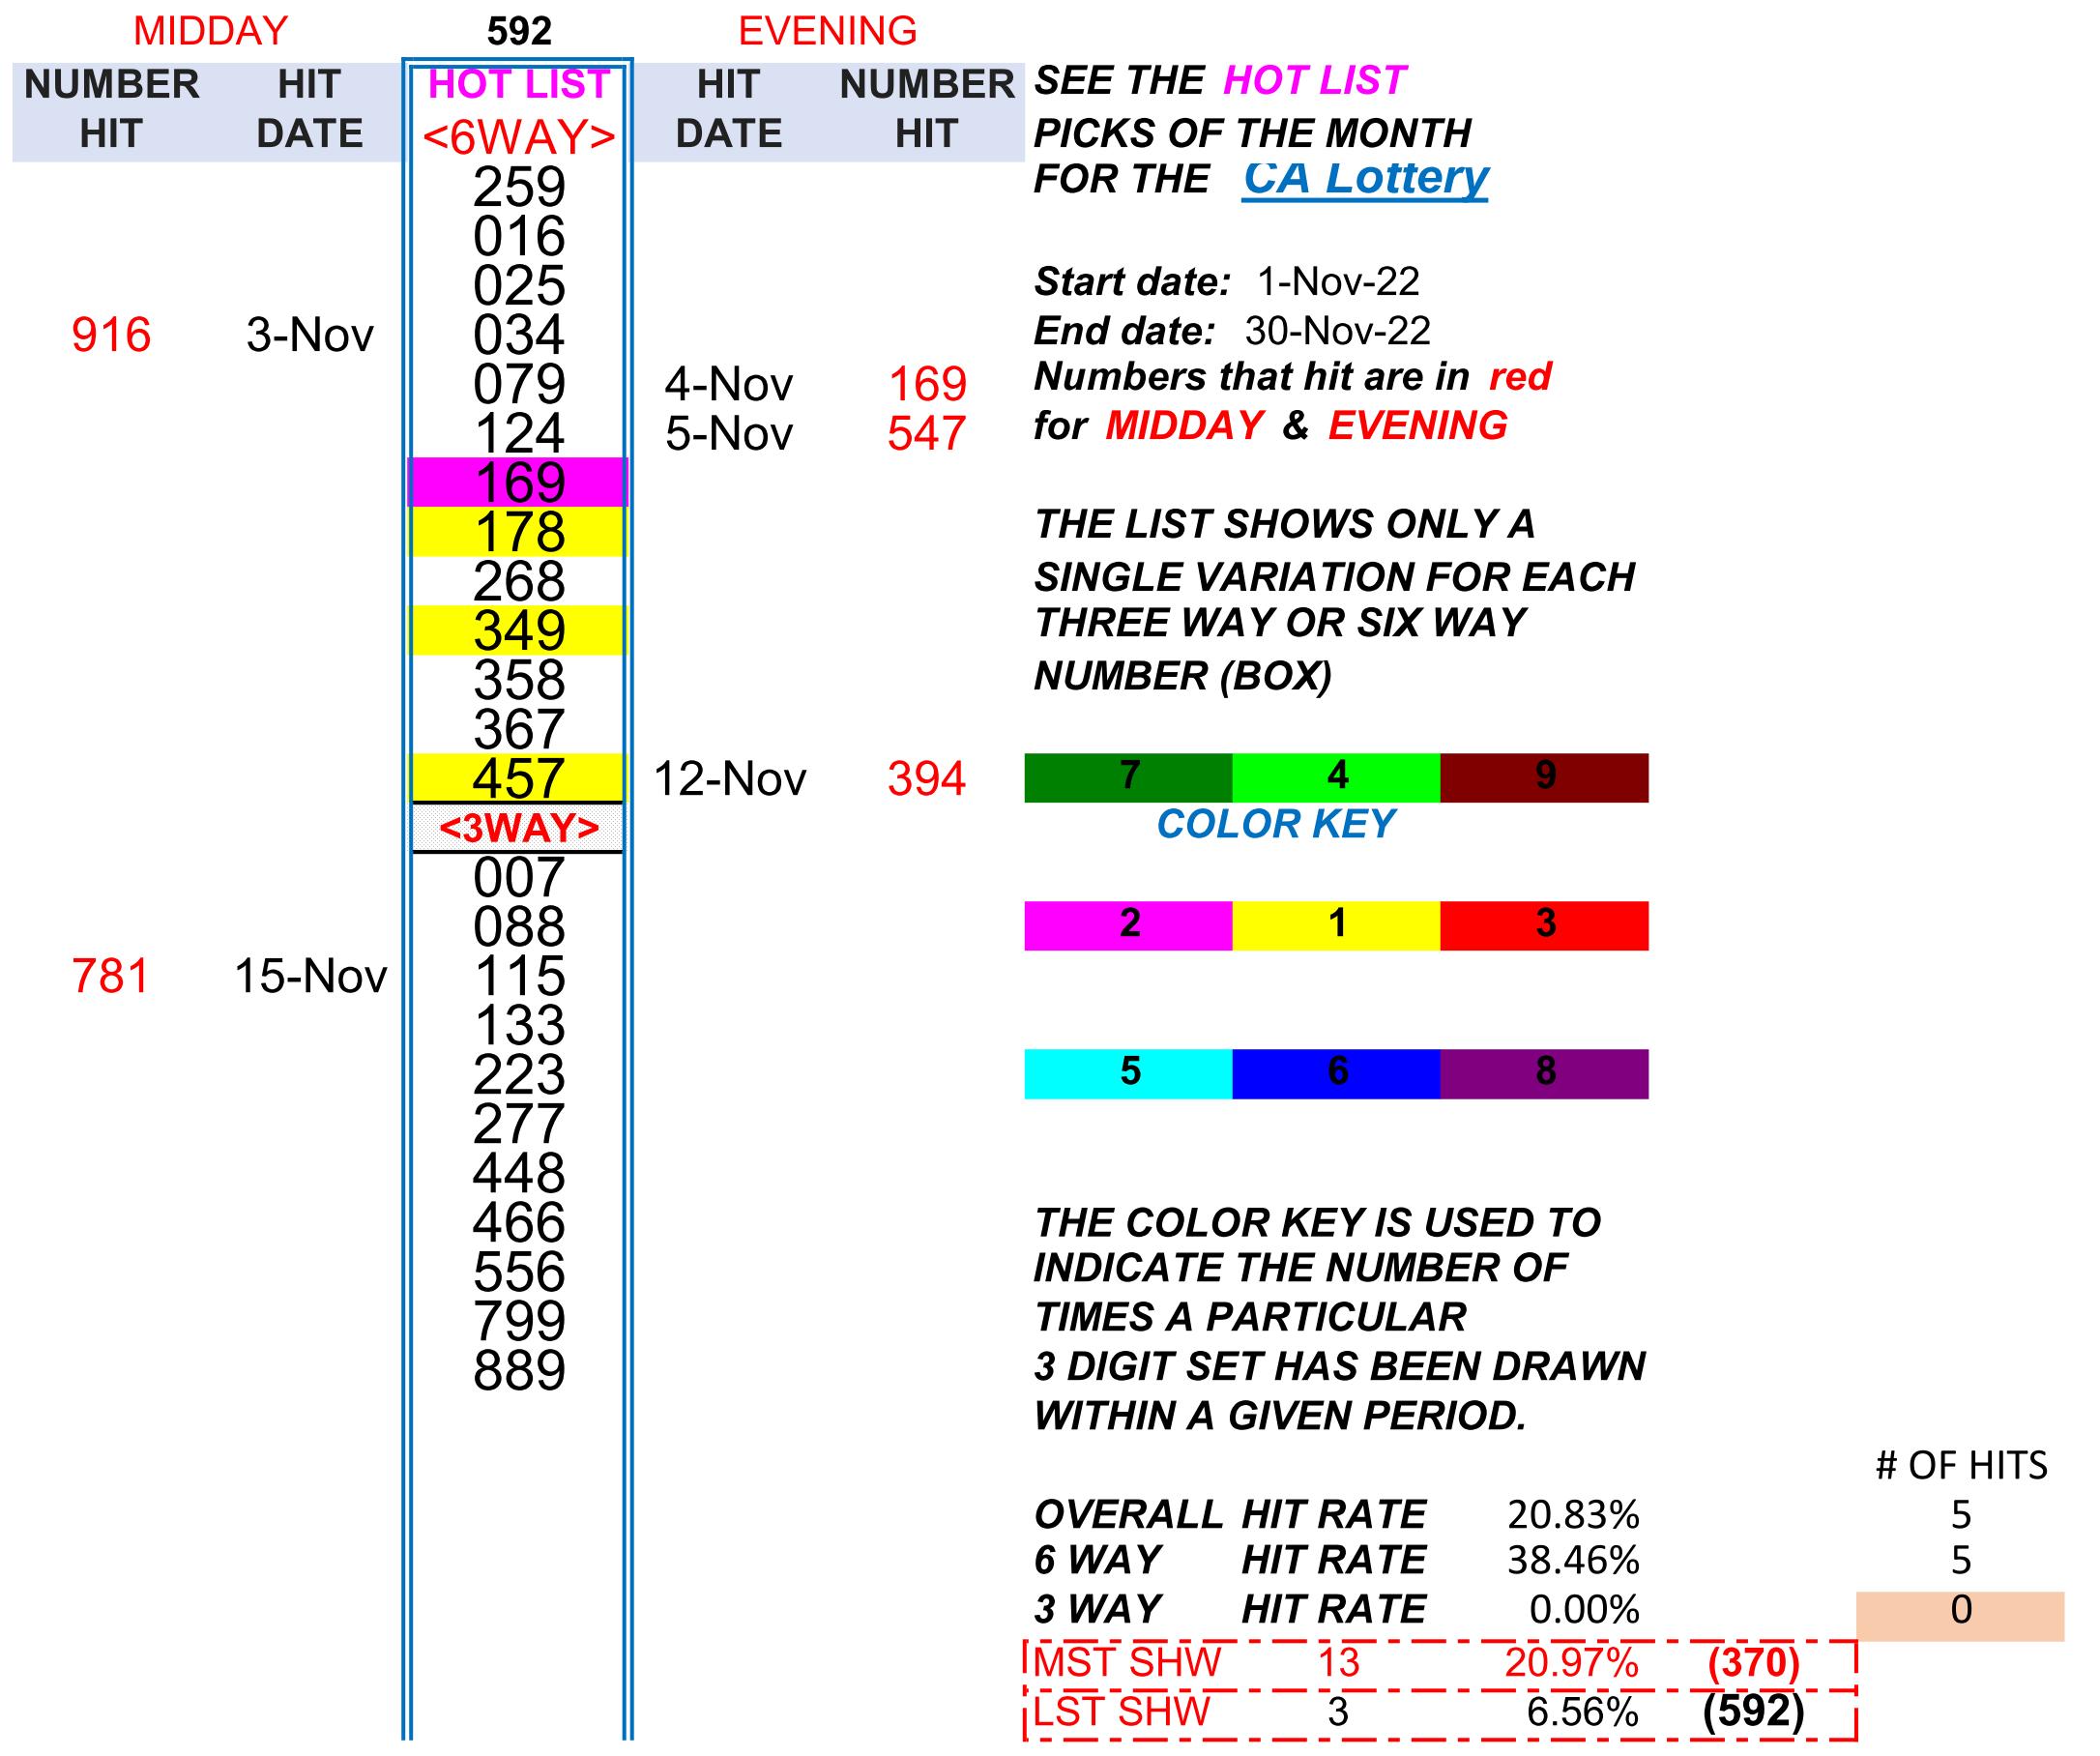 MIDDAY 592 EVENING
NUMBER HIT HOT LIST HIT NUMBER SEE THE HOT LIST
HIT DATE <6WAY> DATE HIT PICKS OF THE MONTH
259 FOR THE CA Lottery
016
025 Start date: 1-Nov-22
916 3-Nov 034 End date: 30-Nov-22
079 4-Nov 169 Numbers that hit are in red
124 5-Nov 547 for MIDDAY & EVENING
169
178 THE LIST SHOWS ONLY A
268 SINGLE VARIATION FOR EACH
349 THREE WAY OR SIX WAY
358 NUMBER (BOX)
367
457 12-Nov 394 7 4 9
<3WAY> COLOR KEY
007
088 2 1 3
781 15-Nov 115
133
223 5 6 8
277
448
466 THE COLOR KEY IS USED TO
556 INDICATE THE NUMBER OF
799 TIMES A PARTICULAR
889 3 DIGIT SET HAS BEEN DRAWN
WITHIN A GIVEN PERIOD.
# OF HITS
OVERALL HIT RATE 20.83% 5
6 WAY HIT RATE 38.46% 5
3 WAY HIT RATE 0.00% 0
MST SHW 13 20.97% (370)
LST SHW 3 6.56% (592)